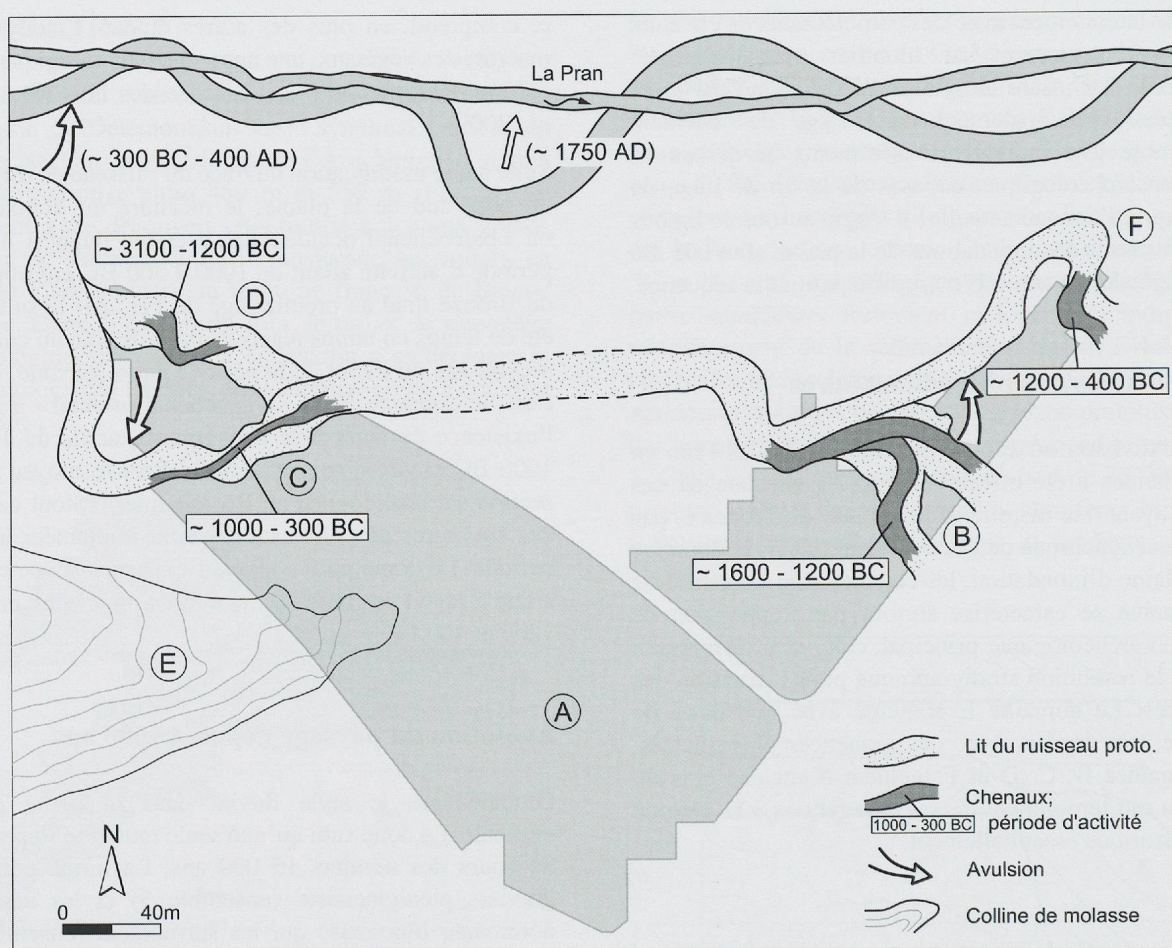 La Pran
(~ 300 BC - 400 AD)
(~ 1750 AD)
F
~ 3100 -1200 BC
D
~ 1200 - 400 BC
C
~ 1000 - 300 BC
B
~ 1600 - 1200 BC
E
A
Lit du ruisseau proto.
Chenaux;
1000 - 300 BC période d'activité
N
Avulsion
0 40m
Colline de molasse